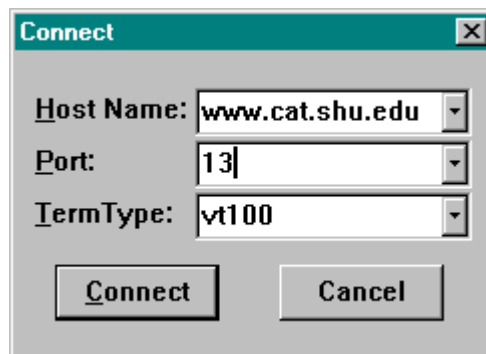 Connect
Host Name: www.cat.shu.edu
Port: 13
TermType: vt100
Connect Cancel